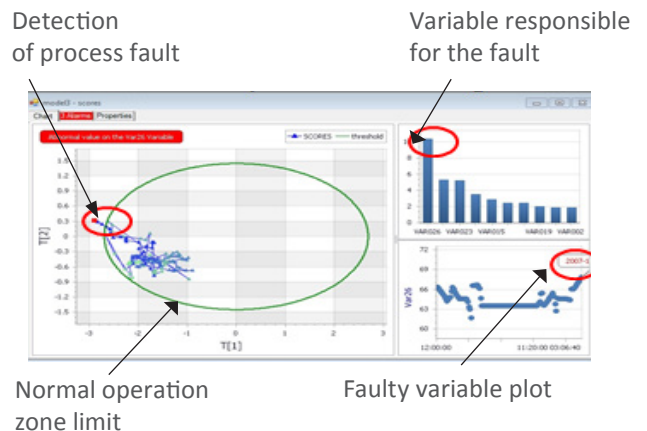 Detection
of process fault
Variable responsible
for the fault
model3 - scores
Chart 3 Alarms Properties
Abnormal value on the Var26 Variable
SCORES threshold
1.5
1.2
0.9
0.6
0.3
0
-0.3
-0.6
-0.9
-1.2
-1.5
T[2]
-3 -2 -1 0 1 2 3
T[1]
10
8
6
4
2
0
VAR026 VAR023 VAR015 VAR019 VAR002
72
69
66
63
60
Var26
2007-1
12:00:00 11:20:00 03:06:40
Normal operation
zone limit
Faulty variable plot